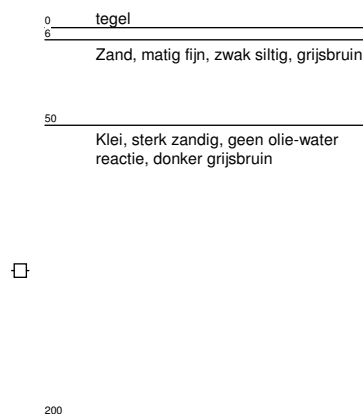 0 tegel
6
Zand, matig fijn, zwak siltig, grijsbruin
50
Klei, sterk zandig, geen olie-water
reactie, donker grijsbruin
200